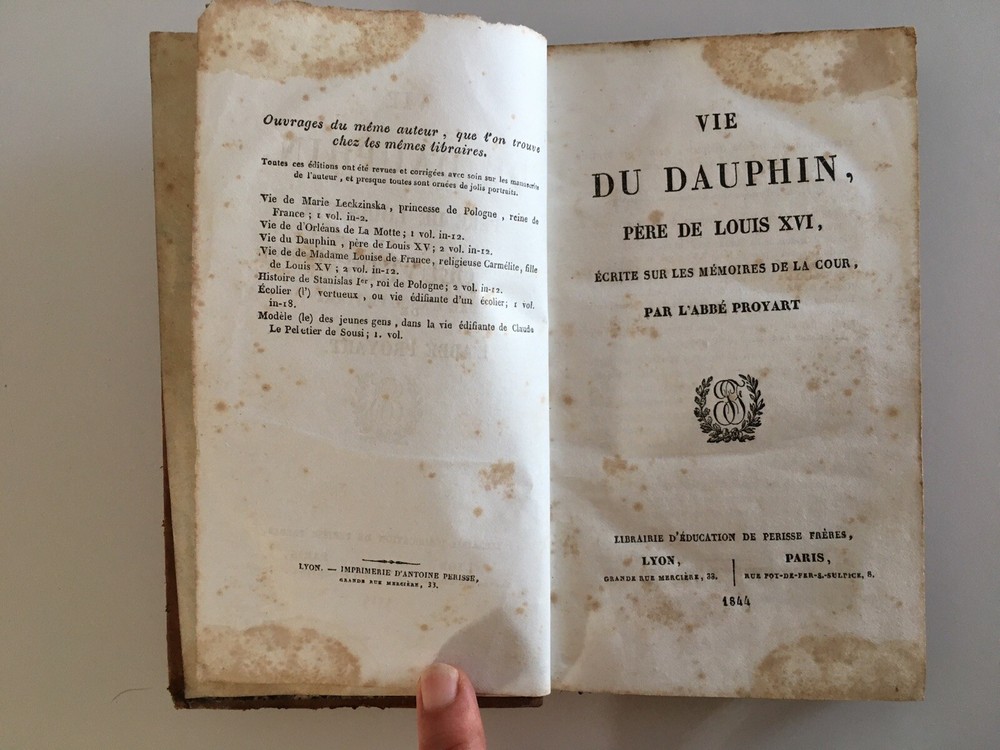 Ouvrages du même auteur, que l'on trouve
chez les mêmes libraires.
Toutes ces éditions ont été revues et corrigées avec soin sur les manuscrits
de l'auteur, et presque toutes sont ornées de jolis portraits.
Vie de Marie Leckzinska, princesse de Pologne, reine de
France; 1 vol. in-2.
Vie de d'Orléans de La Motte; 1 vol. in-12.
Vie du Dauphin, père de Louis XV; 2 vol. in-12.
Vie de de Madame Louise de France, religieuse Carmélite, fille
de Louis XV; 2 vol. in-12.
Histoire de Stanislas Ier, roi de Pologne; 2 vol. in-12.
Écolier (l') vertueux, ou vie édifiante d'un écolier; 1 vol.
in-18.
Modèle (le) des jeunes gens, dans la vie édifiante de Claude
Le Peletier de Sousi; 1. vol.
LYON. — IMPRIMERIE D'ANTOINE PERISSE,
GRANDE RUE MERCIÈRE, 33.
VIE
DU DAUPHIN,
PÈRE DE LOUIS XVI,
ÉCRITE SUR LES MÉMOIRES DE LA COUR,
PAR L'ABBÉ PROYART
LIBRAIRIE D'ÉDUCATION DE PERISSE FRÈRES,
LYON,
GRANDE RUE MERCIÈRE, 33.
PARIS,
RUE POT-DE-FER-S.-SULPICE, 8.
1844